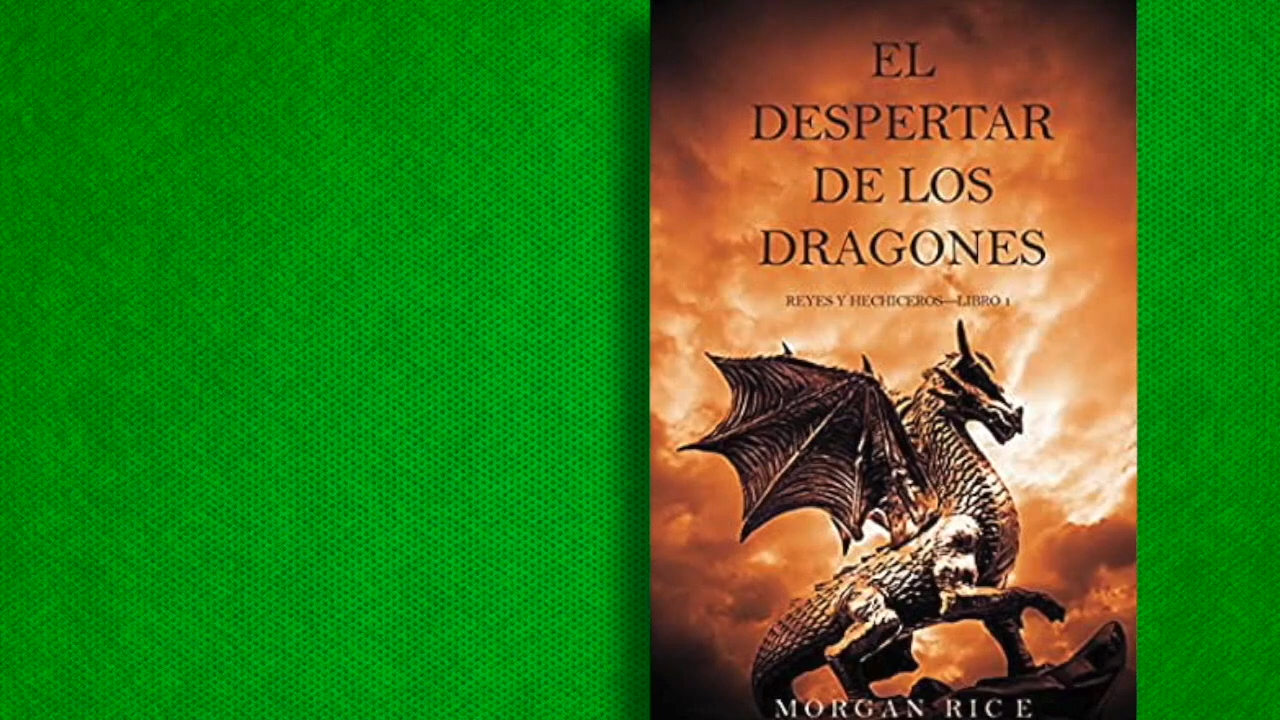 EL
DESPERTAR
DE LOS
DRAGONES
REYES Y HECHICEROS—LIBRO 1
MORGAN RICE